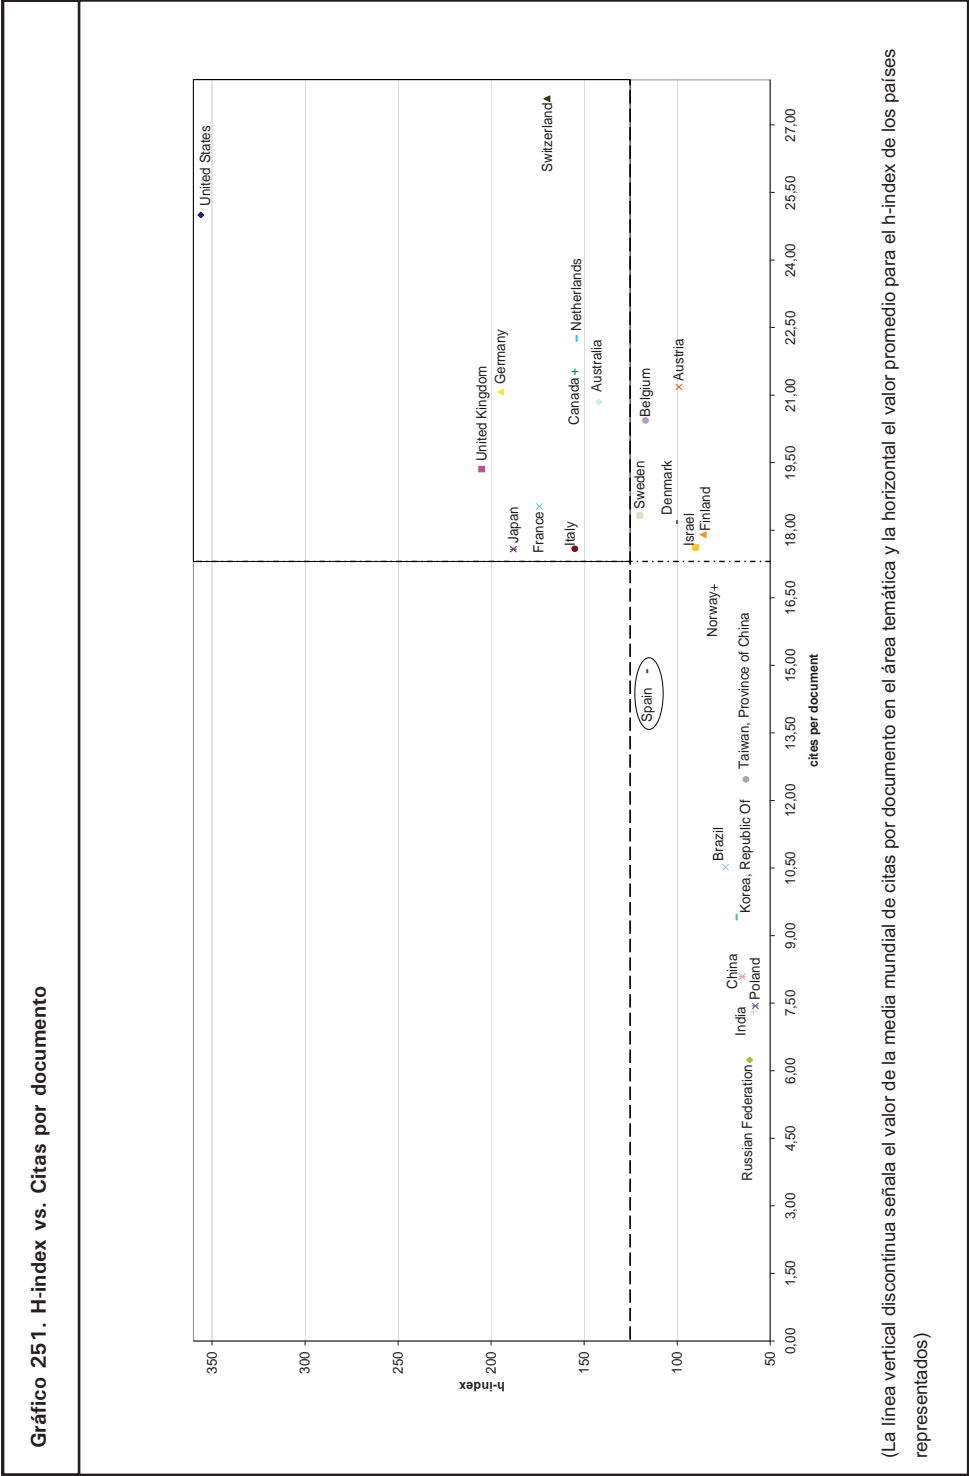 Gráfico 251. H-index vs. Citas por documento
h-index
350
300
250
200
150
100
50
United States
Switzerland
Netherlands
Germany
Canada
Australia
United Kingdom
Japan
France
Italy
Belgium
Austria
Sweden
Denmark
Israel
Finland
Norway
Spain
Taiwan, Province of China
Brazil
Korea, Republic Of
China
Poland
India
Russian Federation
0,00
1,50
3,00
4,50
6,00
7,50
9,00
10,50
12,00
13,50
15,00
16,50
18,00
19,50
21,00
22,50
24,00
25,50
27,00
cites per document
(La línea vertical discontinua señala el valor de la media mundial de citas por documento en el área temática y la horizontal el valor promedio para el h-index de los países
representados)